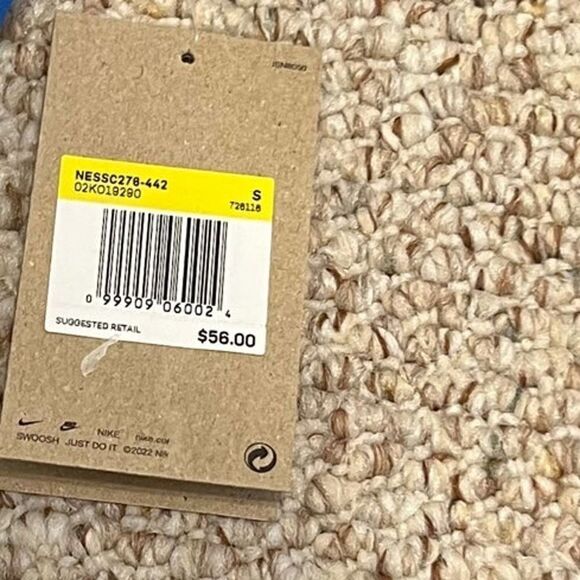 NESSC278-442
02KO19290
S
728118
0 99909 06002 4
SUGGESTED RETAIL
$56.00
NIKE
nike.com
SWOOSH JUST DO IT ©2022